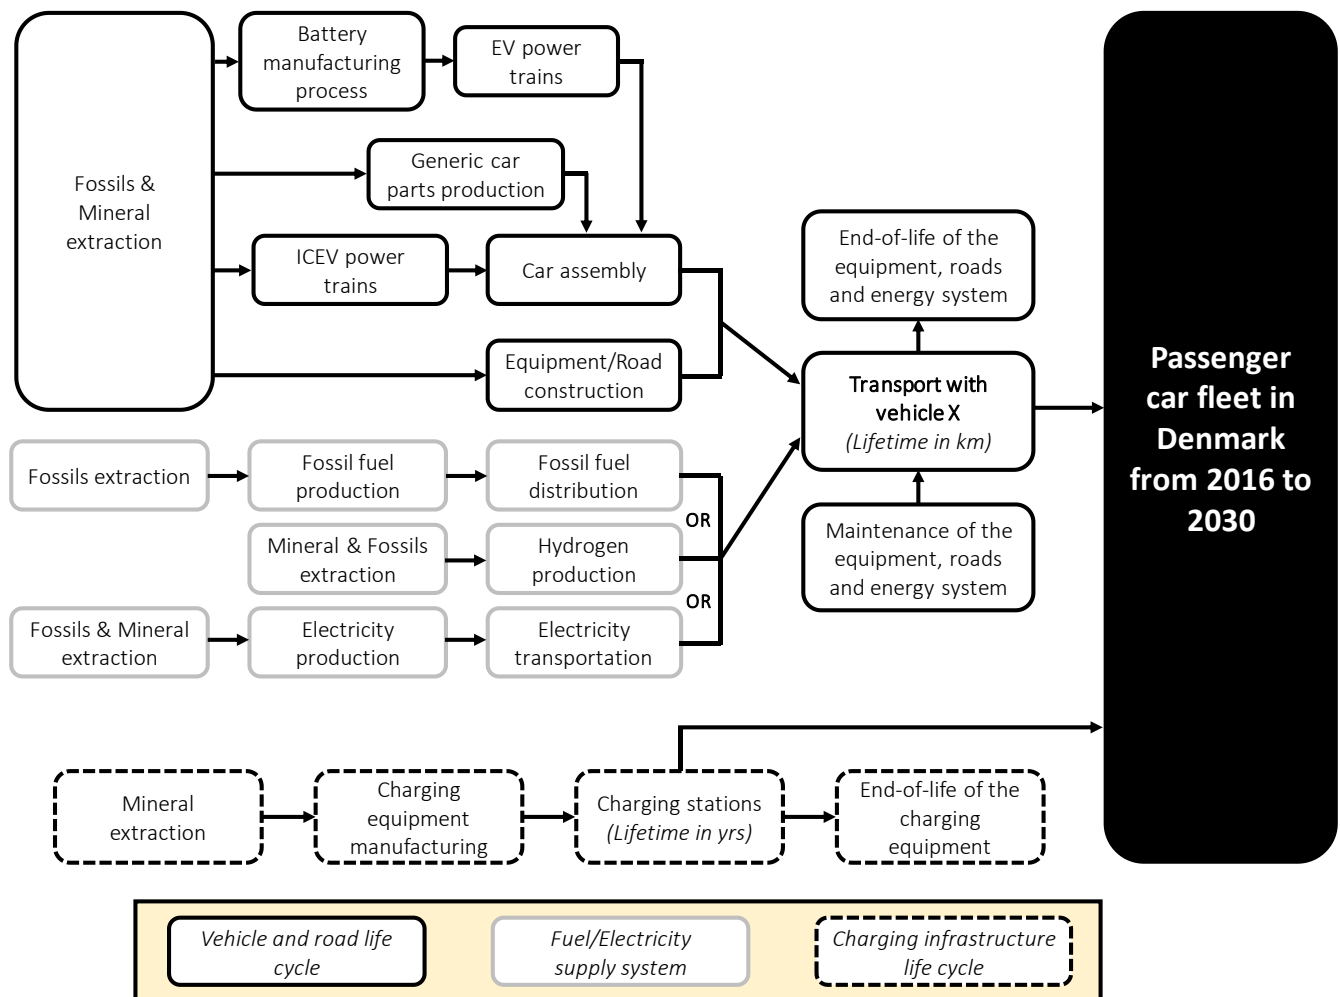 Battery
manufacturing
process
EV power
trains
Generic car
parts production
Fossils &
Mineral
extraction
ICEV power
trains
Car assembly
End-of-life of the
equipment, roads
and energy system
Equipment/Road
construction
Transport with
vehicle X
(Lifetime in km)
Passenger
car fleet in
Denmark
from 2016 to
2030
Fossils extraction
Fossil fuel
production
Fossil fuel
distribution
OR
Mineral & Fossils
extraction
Hydrogen
production
Maintenance of the
equipment, roads
and energy system
OR
Fossils & Mineral
extraction
Electricity
production
Electricity
transportation
Mineral
extraction
Charging
equipment
manufacturing
Charging stations
(Lifetime in yrs)
End-of-life of the
charging
equipment
Vehicle and road life
cycle
Fuel/Electricity
supply system
Charging infrastructure
life cycle